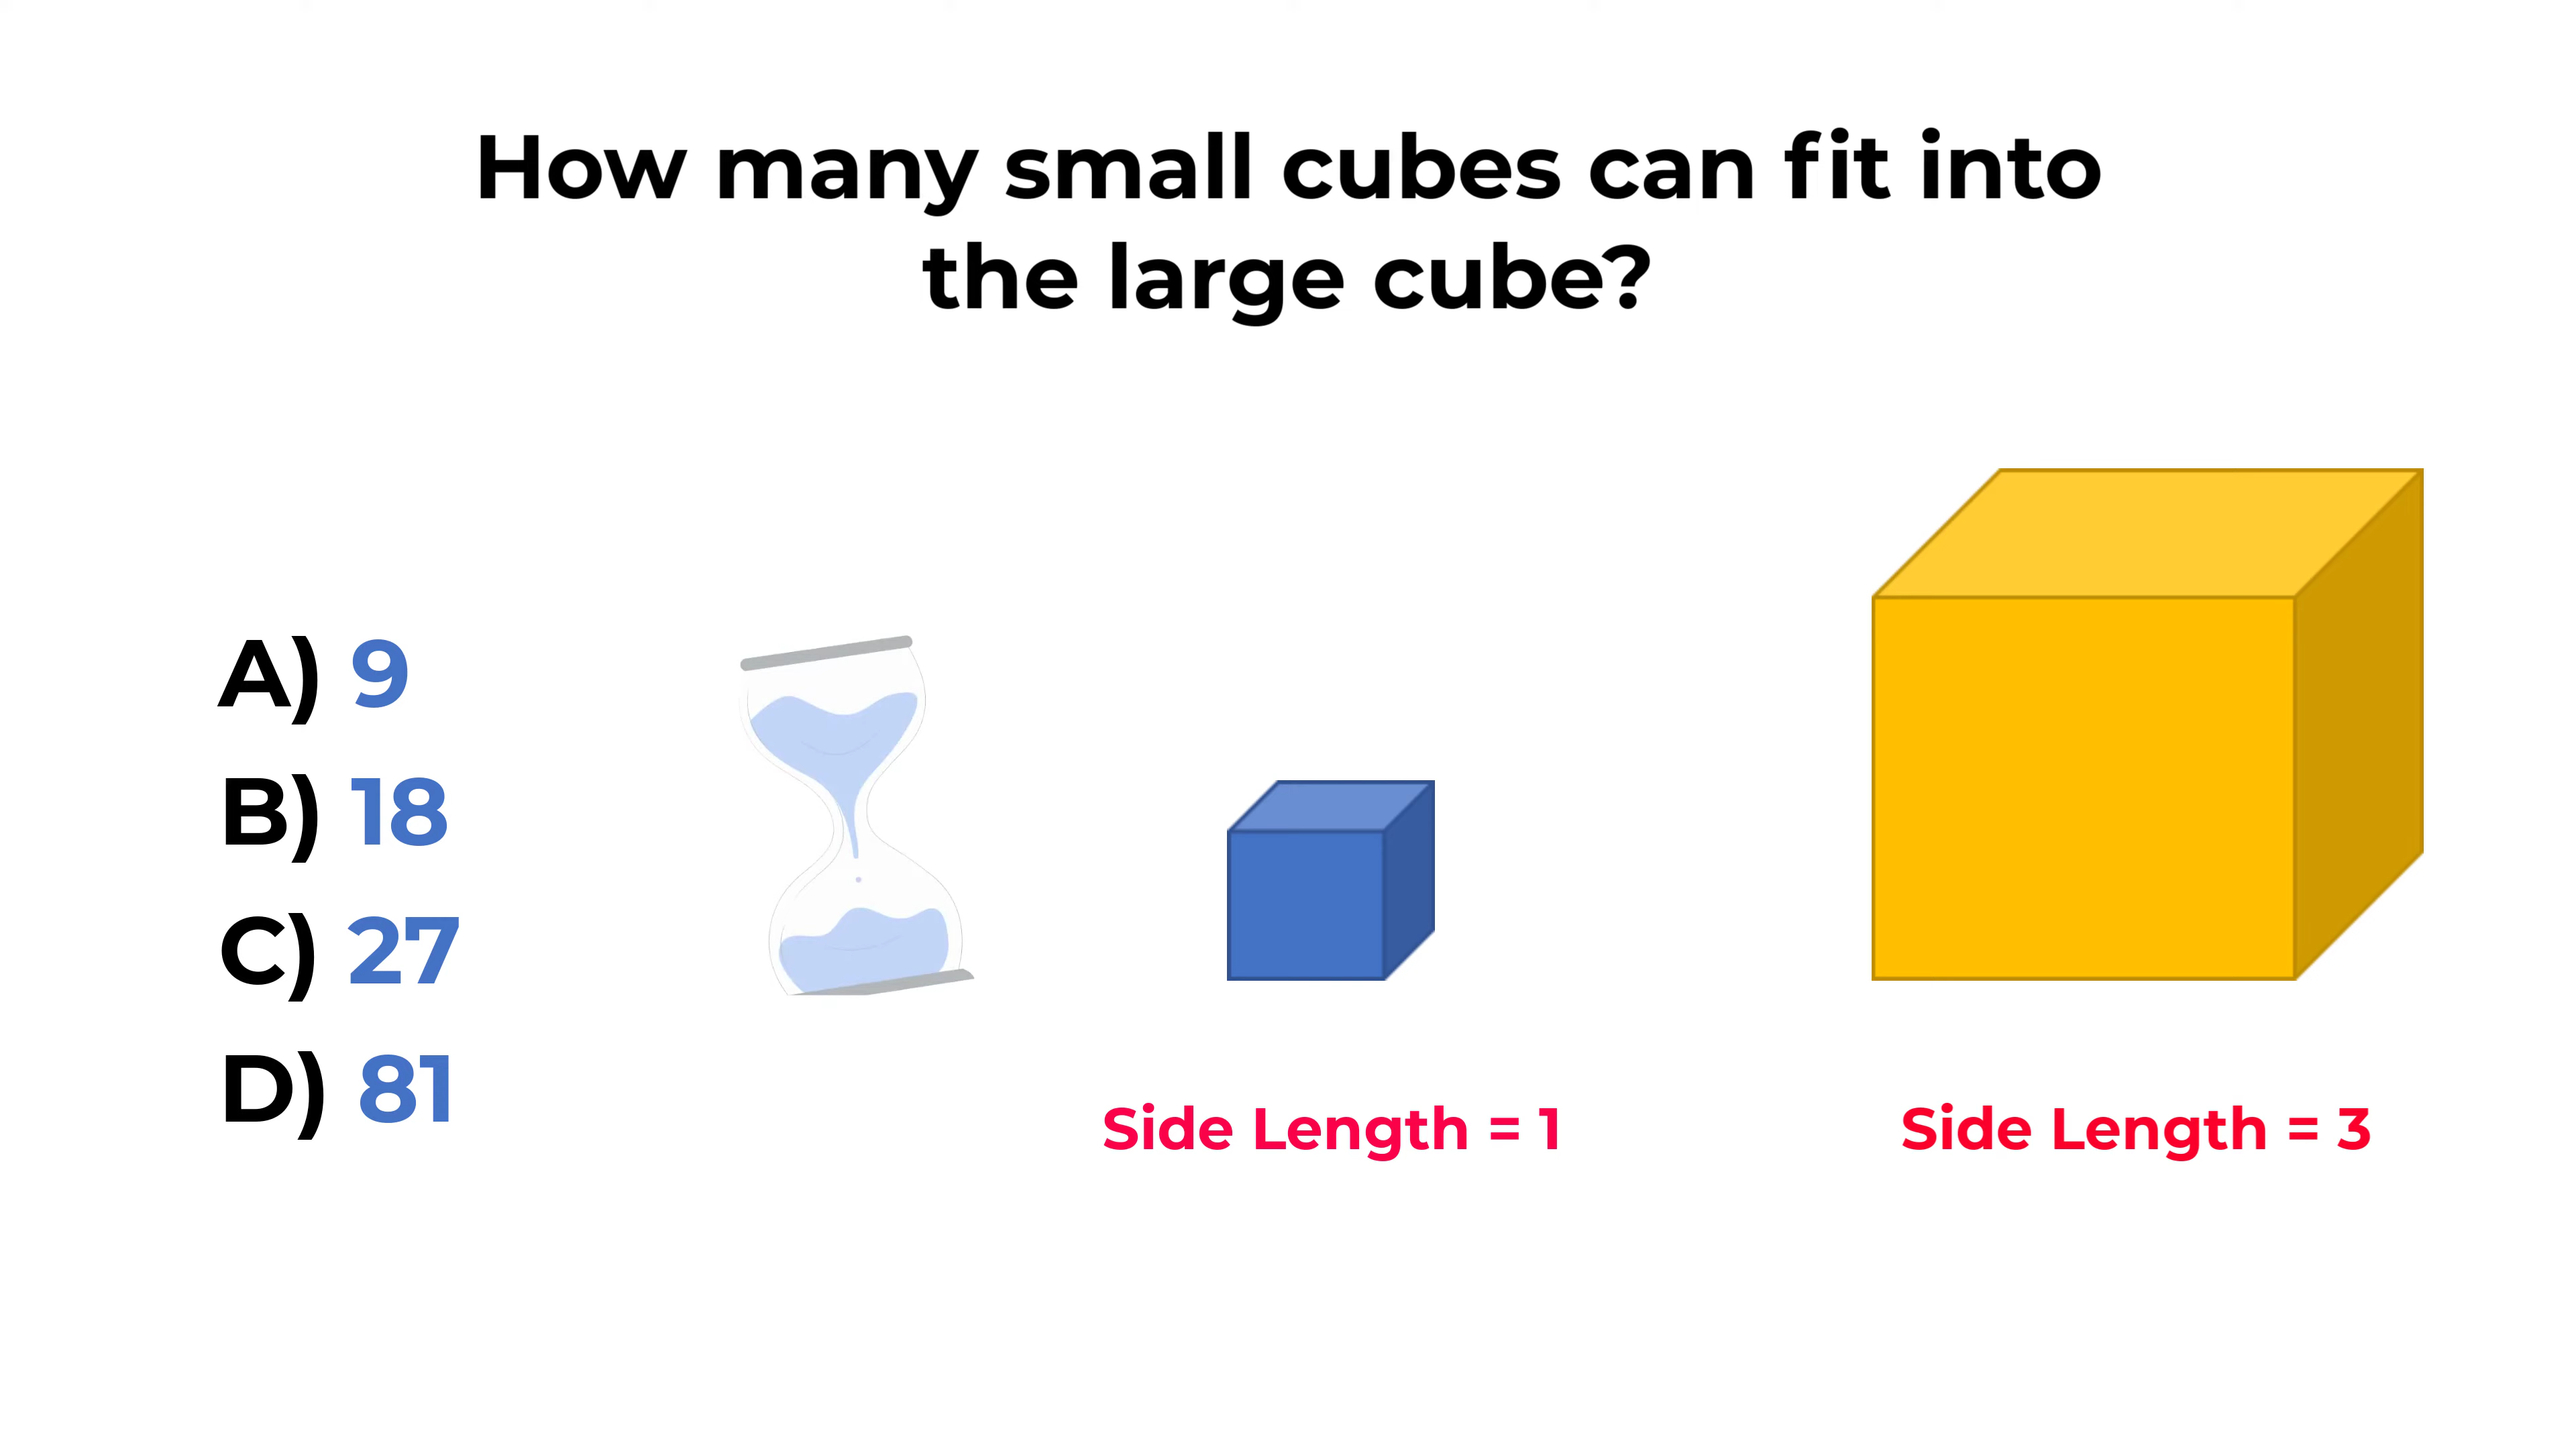 How many small cubes can fit into
the large cube?
A) 9
B) 18
C) 27
D) 81
Side Length = 1
Side Length = 3